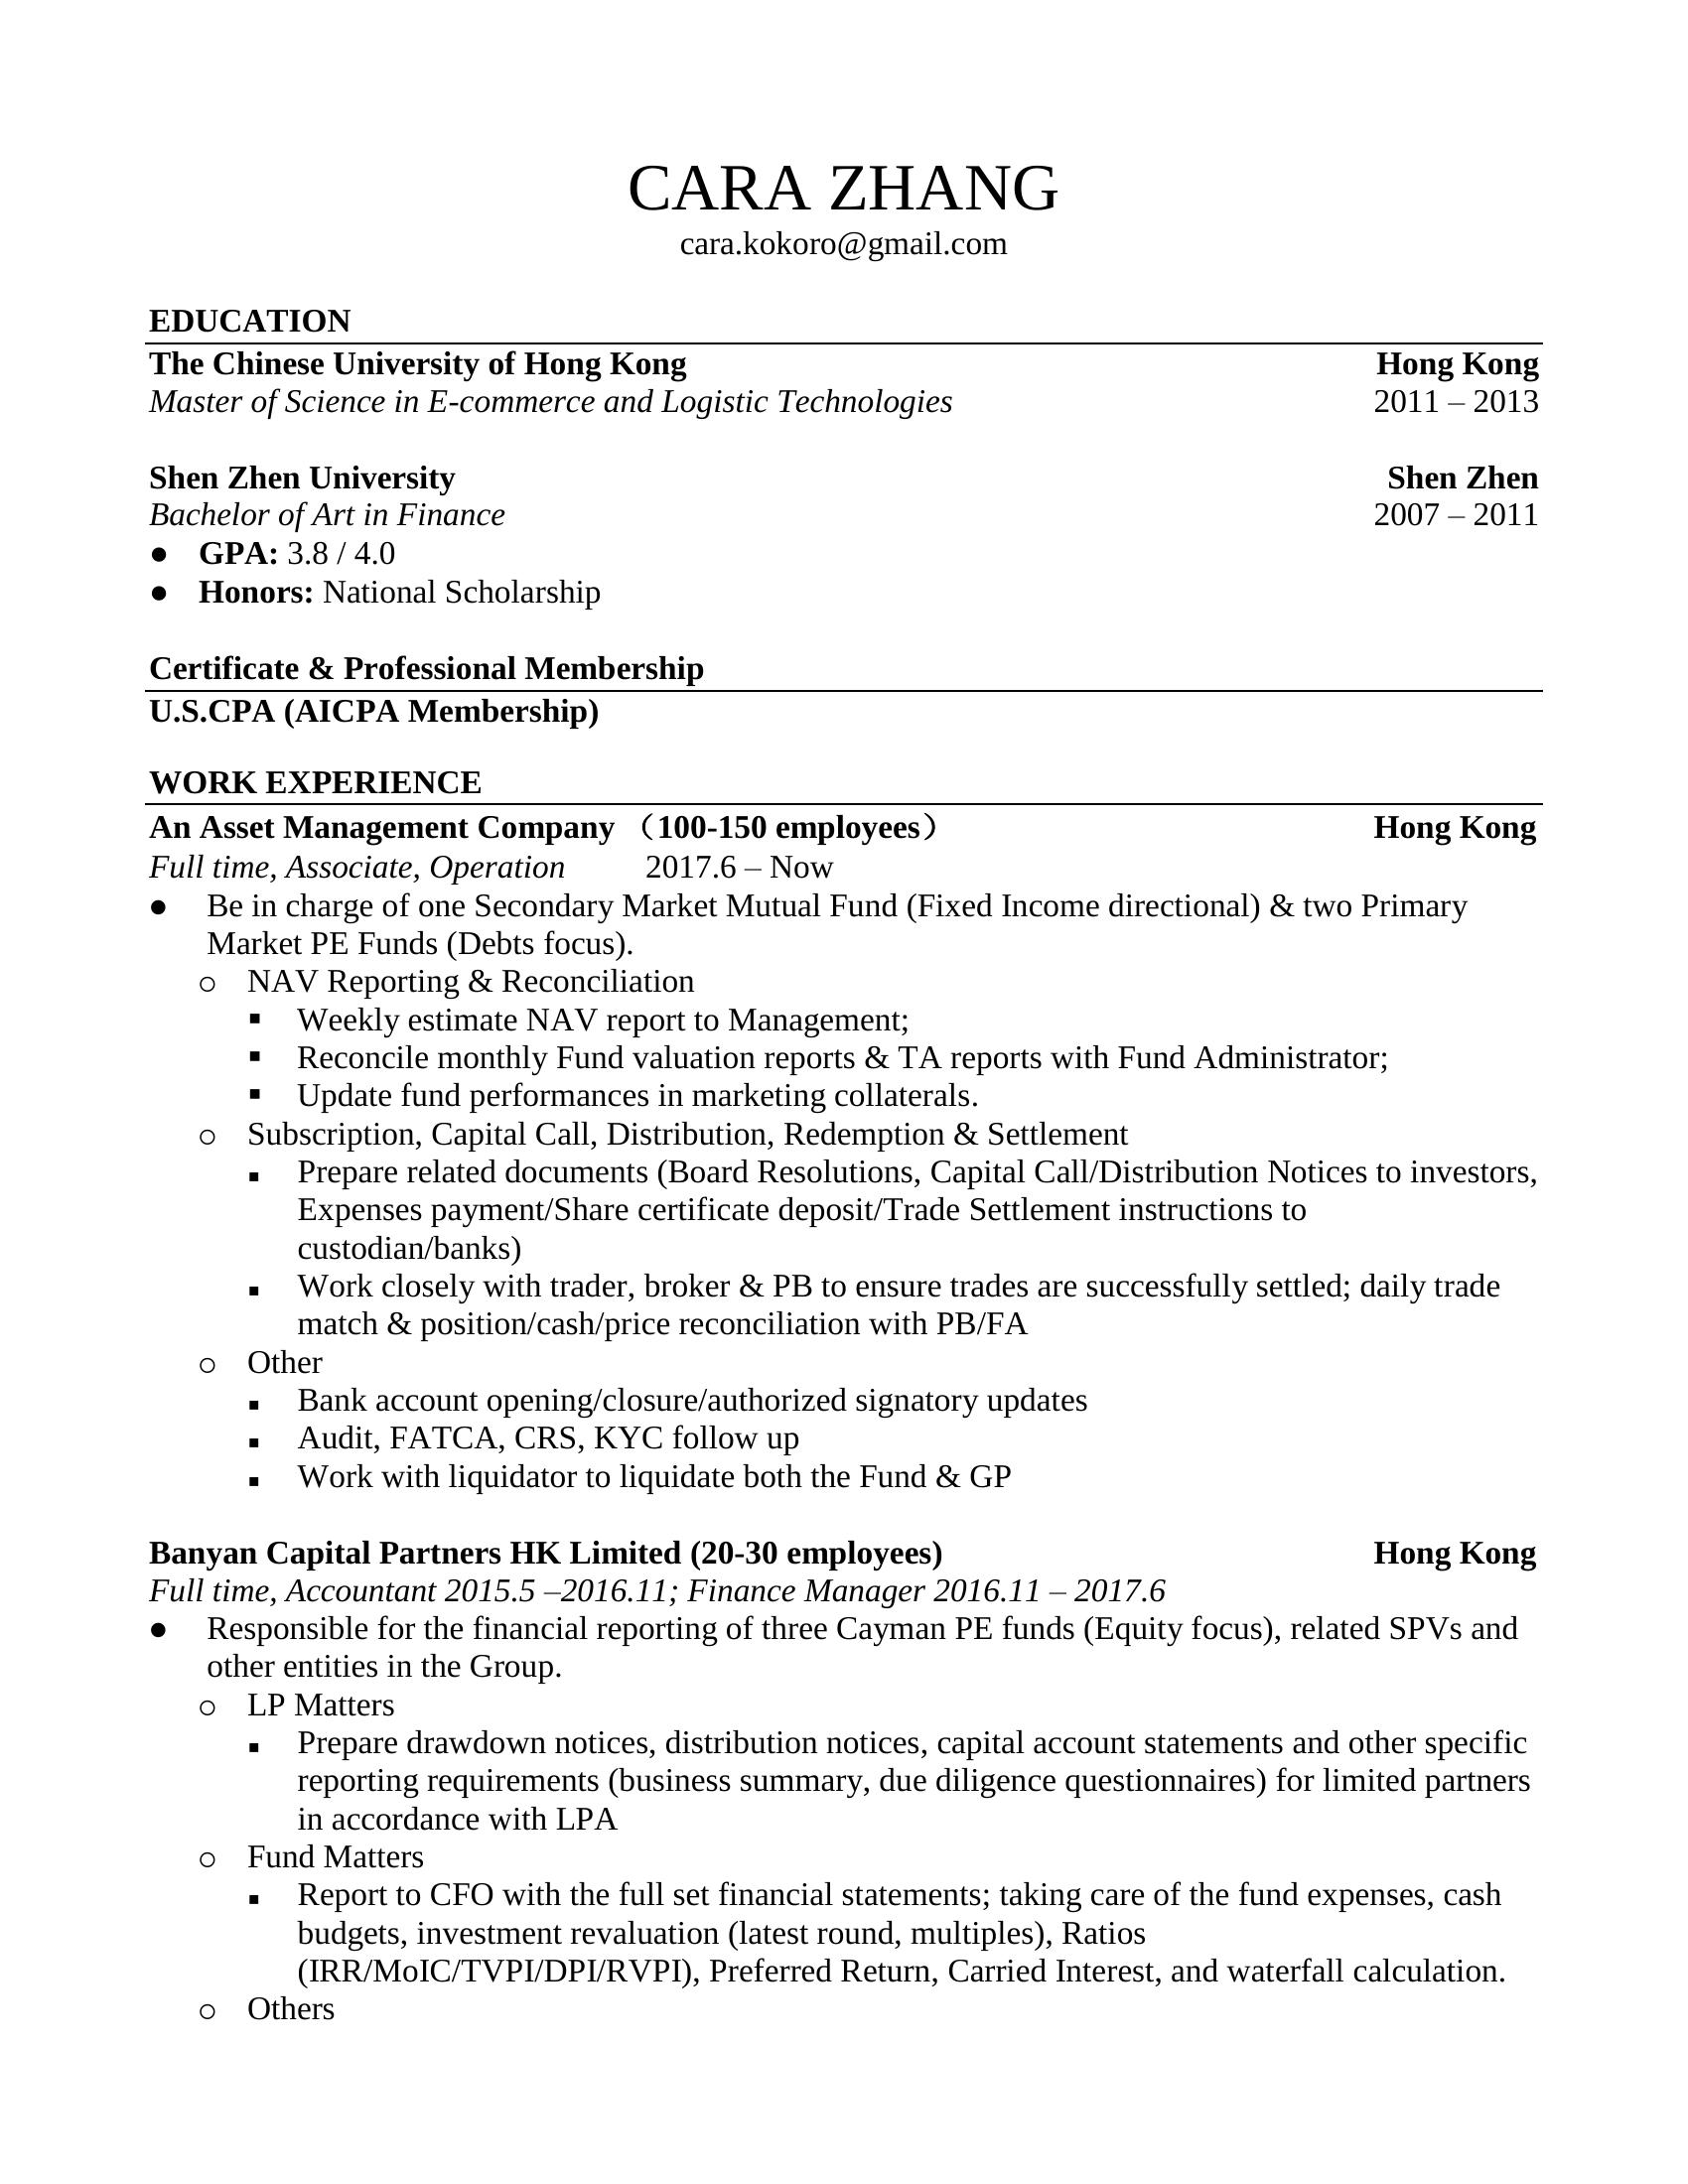 CARA ZHANG
cara.kokoro@gmail.com
EDUCATION
The Chinese University of Hong Kong Hong Kong
Master of Science in E-commerce and Logistic Technologies 2011 – 2013
Shen Zhen University Shen Zhen
Bachelor of Art in Finance 2007 – 2011
● GPA: 3.8 / 4.0
● Honors: National Scholarship
Certificate & Professional Membership
U.S.CPA (AICPA Membership)
WORK EXPERIENCE
An Asset Management Company （100-150 employees） Hong Kong
Full time, Associate, Operation 2017.6 – Now
● Be in charge of one Secondary Market Mutual Fund (Fixed Income directional) & two Primary
Market PE Funds (Debts focus).
○ NAV Reporting & Reconciliation
▪ Weekly estimate NAV report to Management;
▪ Reconcile monthly Fund valuation reports & TA reports with Fund Administrator;
▪ Update fund performances in marketing collaterals.
○ Subscription, Capital Call, Distribution, Redemption & Settlement
▪ Prepare related documents (Board Resolutions, Capital Call/Distribution Notices to investors,
Expenses payment/Share certificate deposit/Trade Settlement instructions to
custodian/banks)
▪ Work closely with trader, broker & PB to ensure trades are successfully settled; daily trade
match & position/cash/price reconciliation with PB/FA
○ Other
▪ Bank account opening/closure/authorized signatory updates
▪ Audit, FATCA, CRS, KYC follow up
▪ Work with liquidator to liquidate both the Fund & GP
Banyan Capital Partners HK Limited (20-30 employees) Hong Kong
Full time, Accountant 2015.5 –2016.11; Finance Manager 2016.11 – 2017.6
● Responsible for the financial reporting of three Cayman PE funds (Equity focus), related SPVs and
other entities in the Group.
○ LP Matters
▪ Prepare drawdown notices, distribution notices, capital account statements and other specific
reporting requirements (business summary, due diligence questionnaires) for limited partners
in accordance with LPA
○ Fund Matters
▪ Report to CFO with the full set financial statements; taking care of the fund expenses, cash
budgets, investment revaluation (latest round, multiples), Ratios
(IRR/MoIC/TVPI/DPI/RVPI), Preferred Return, Carried Interest, and waterfall calculation.
○ Others